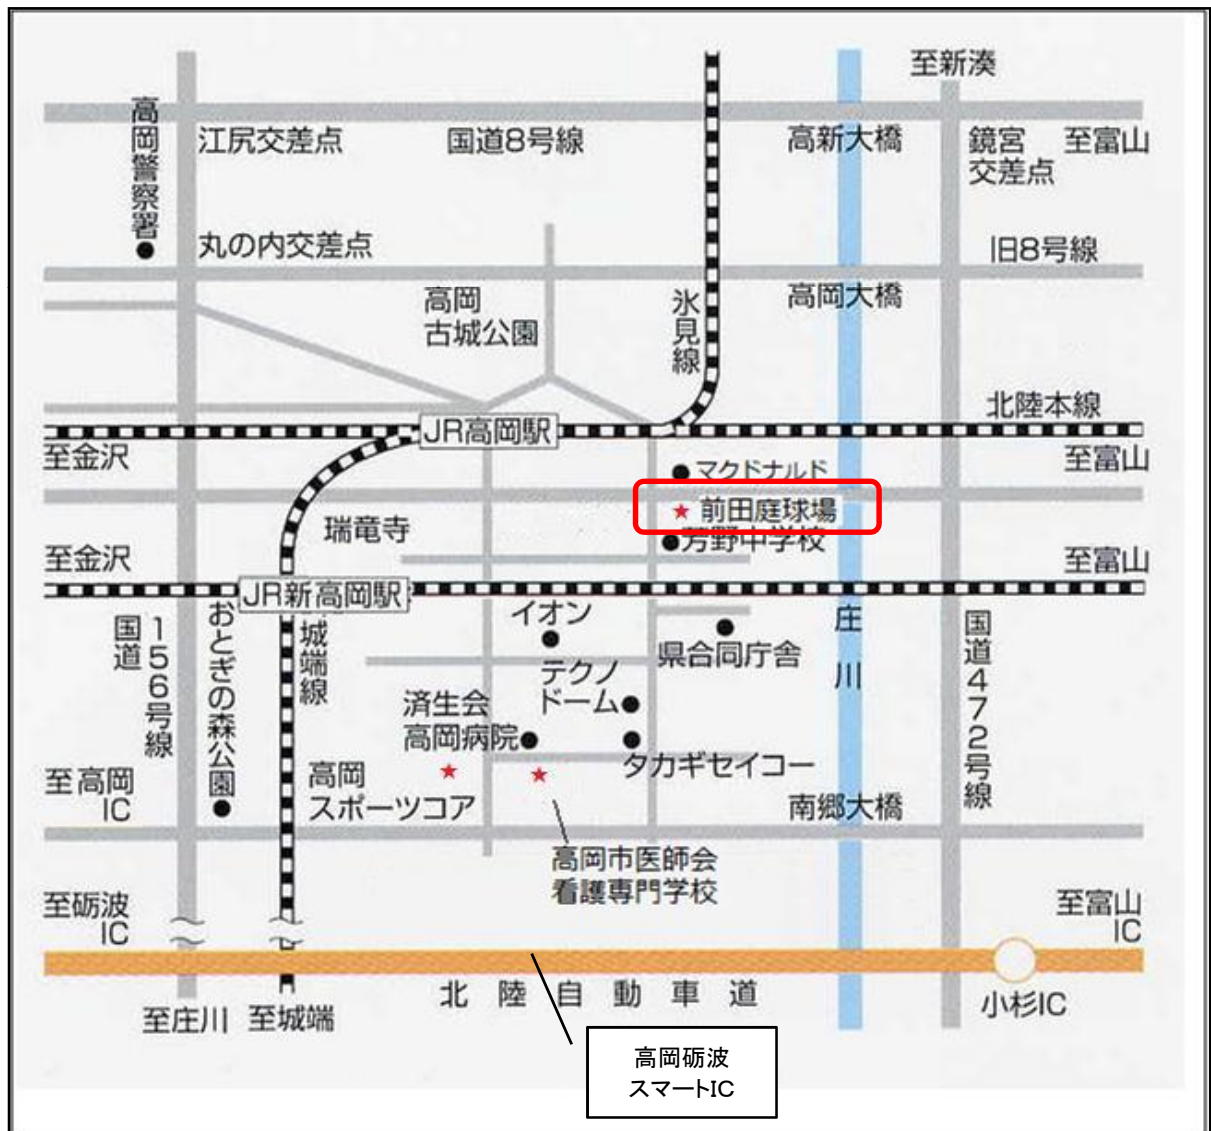 至新湊
高岡警察署
江尻交差点
国道8号線
高新大橋
鏡宮
交差点
至富山
丸の内交差点
旧8号線
高岡
古城公園
氷見線
高岡大橋
北陸本線
JR高岡駅
至金沢
マクドナルド
至富山
前田庭球場
瑞竜寺
芳野中学校
至金沢
至富山
JR新高岡駅
イオン
国道
156号線
おとぎの森公園
城端線
県合同庁舎
庄川
国道472号線
テクノ
ドーム
済生会
高岡病院
タカギセイコー
至高岡
IC
高岡
スポーツコア
南郷大橋
高岡市医師会
看護専門学校
至砺波
IC
至富山
IC
北陸自動車道
小杉IC
至庄川
至城端
高岡砺波
スマートIC